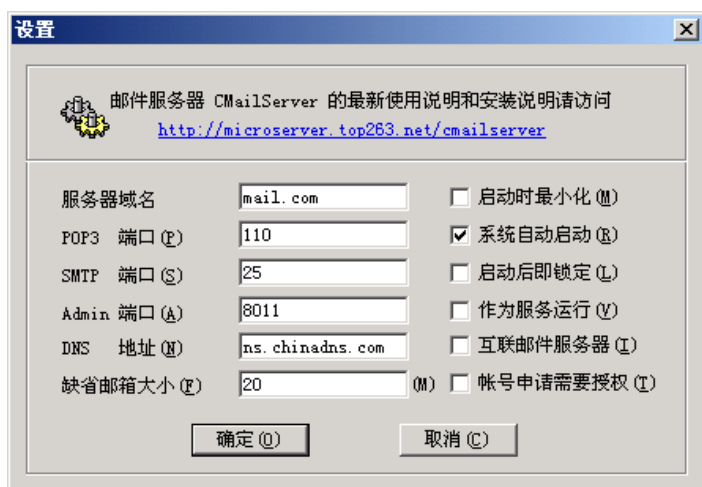 设置
邮件服务器 CMailServer 的最新使用说明和安装说明请访问
http://microserver.top263.net/cmailserver
服务器域名 mail.com 启动时最小化(M)
POP3 端口(P) 110 系统自动启动(R)
SMTP 端口(S) 25 启动后即锁定(L)
Admin 端口(A) 8011 作为服务运行(V)
DNS 地址(N) ns.chinadns.com 互联邮件服务器(I)
缺省邮箱大小(F) 20 (M) 帐号申请需要授权(T)
确定(O) 取消(C)